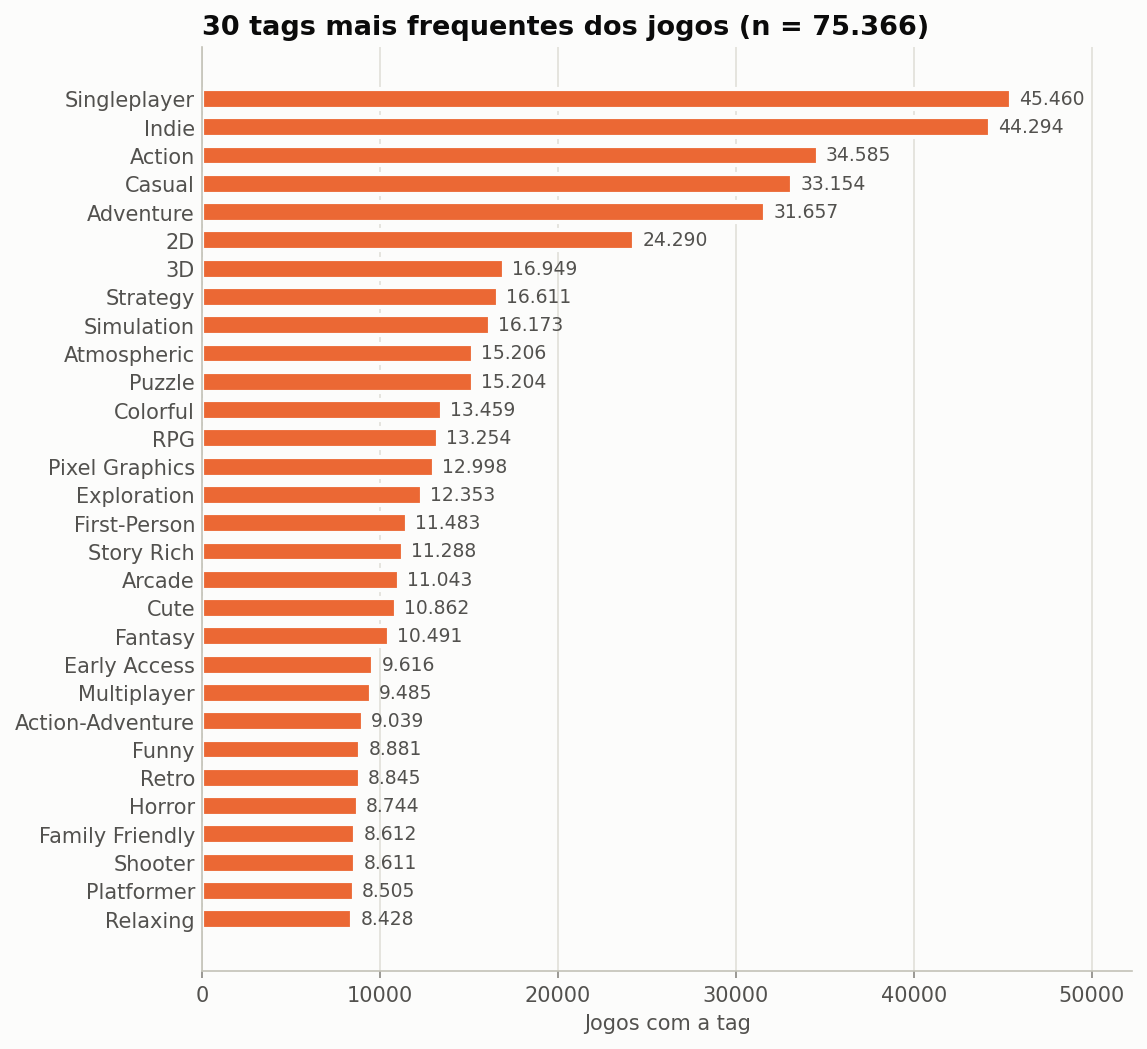 30 tags mais frequentes dos jogos (n = 75.366)
Singleplayer 45.460
Indie 44.294
Action 34.585
Casual 33.154
Adventure 31.657
2D 24.290
3D 16.949
Strategy 16.611
Simulation 16.173
Atmospheric 15.206
Puzzle 15.204
Colorful 13.459
RPG 13.254
Pixel Graphics 12.998
Exploration 12.353
First-Person 11.483
Story Rich 11.288
Arcade 11.043
Cute 10.862
Fantasy 10.491
Early Access 9.616
Multiplayer 9.485
Action-Adventure 9.039
Funny 8.881
Retro 8.845
Horror 8.744
Family Friendly 8.612
Shooter 8.611
Platformer 8.505
Relaxing 8.428
0 10000 20000 30000 40000 50000
Jogos com a tag